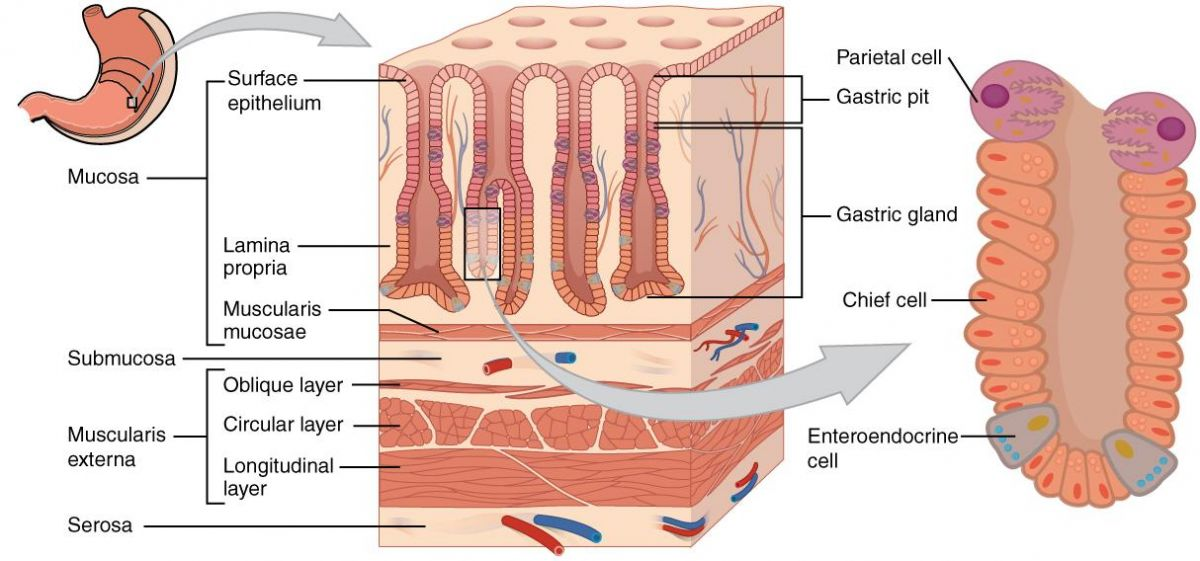 Surface
epithelium
Mucosa
Lamina
propria
Muscularis
mucosae
Submucosa
Oblique layer
Circular layer
Muscularis
externa
Longitudinal
layer
Serosa
Parietal cell
Gastric pit
Gastric gland
Chief cell
Enteroendocrine
cell